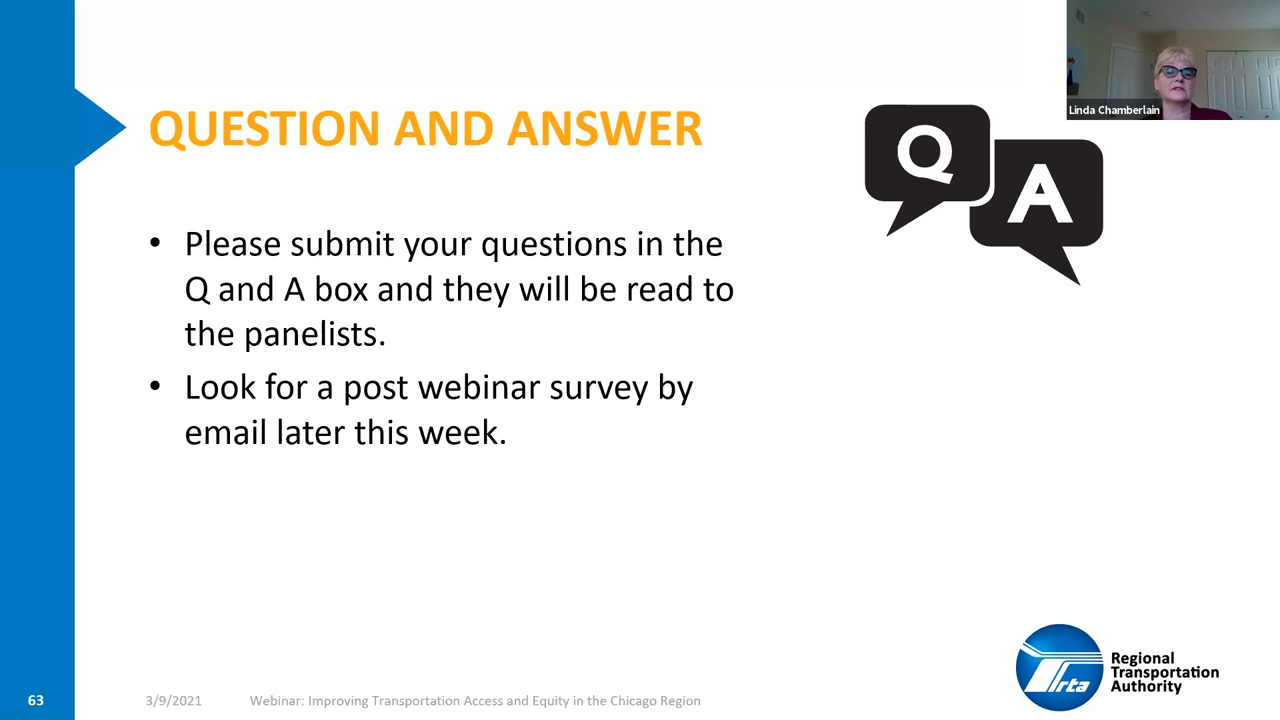 Linda Chamberlain
QUESTION AND ANSWER
Q
A
• Please submit your questions in the
Q and A box and they will be read to
the panelists.
• Look for a post webinar survey by
email later this week.
rta
Regional
Transportation
Authority
63
3/9/2021
Webinar: Improving Transportation Access and Equity in the Chicago Region